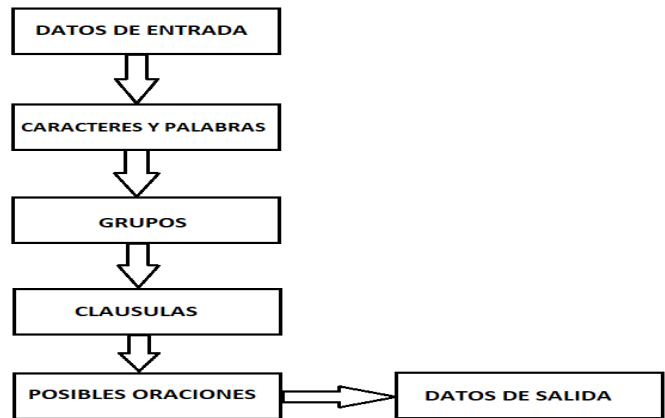 DATOS DE ENTRADA
CARACTERES Y PALABRAS
GRUPOS
CLAUSULAS
POSIBLES ORACIONES
DATOS DE SALIDA